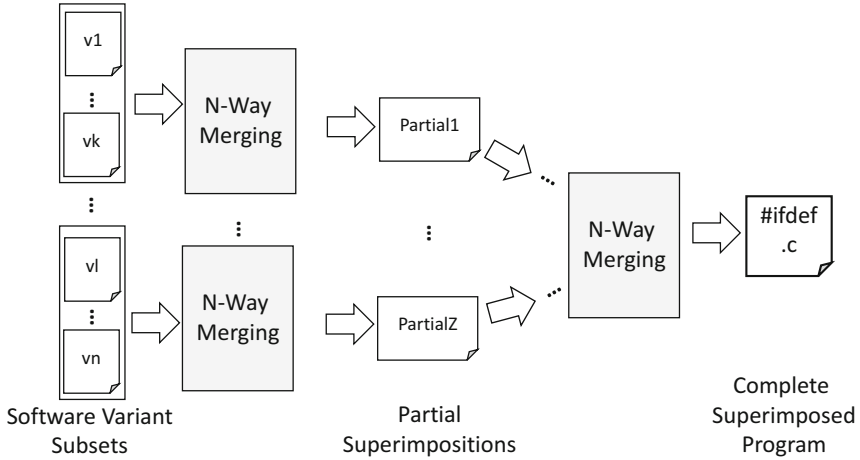 v1
vk
vl
vn
N-Way
Merging
N-Way
Merging
Partial1
PartialZ
N-Way
Merging
#ifdef
.c
Software Variant
Subsets
Partial
Superimpositions
Complete
Superimposed
Program